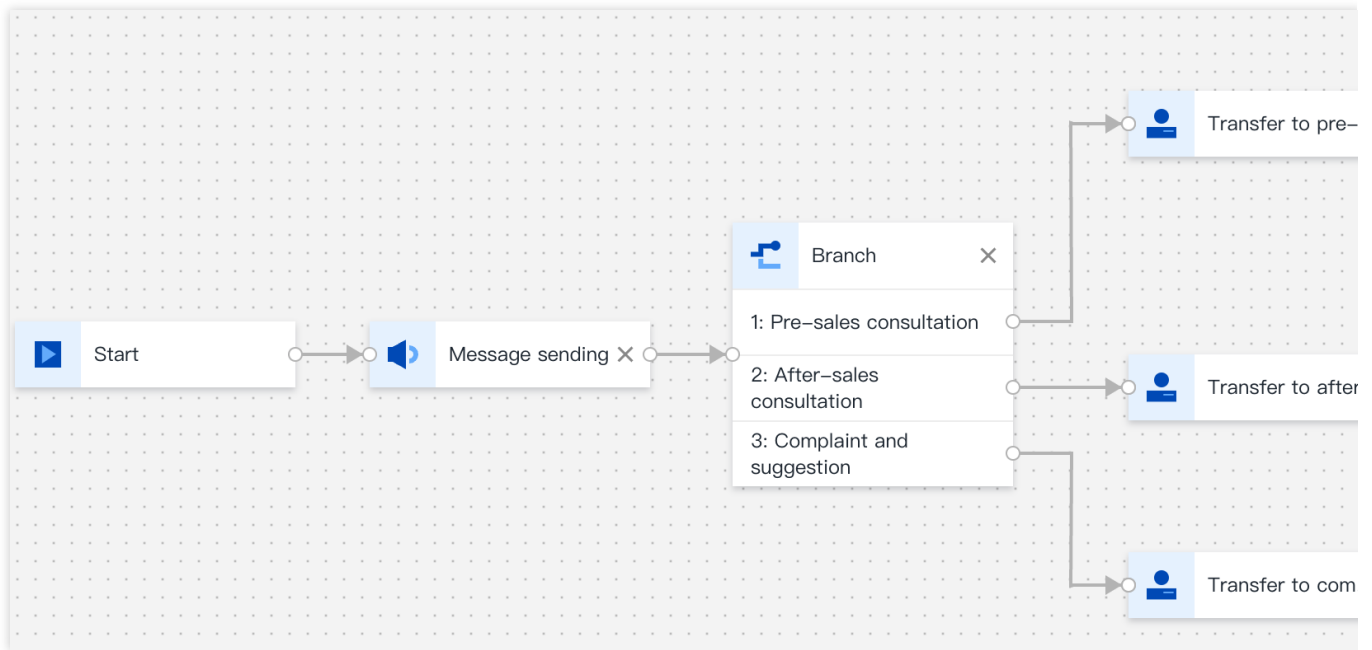 Start
Message sending
Branch
1: Pre-sales consultation
2: After-sales
consultation
3: Complaint and
suggestion
Transfer to pre-
Transfer to after
Transfer to com